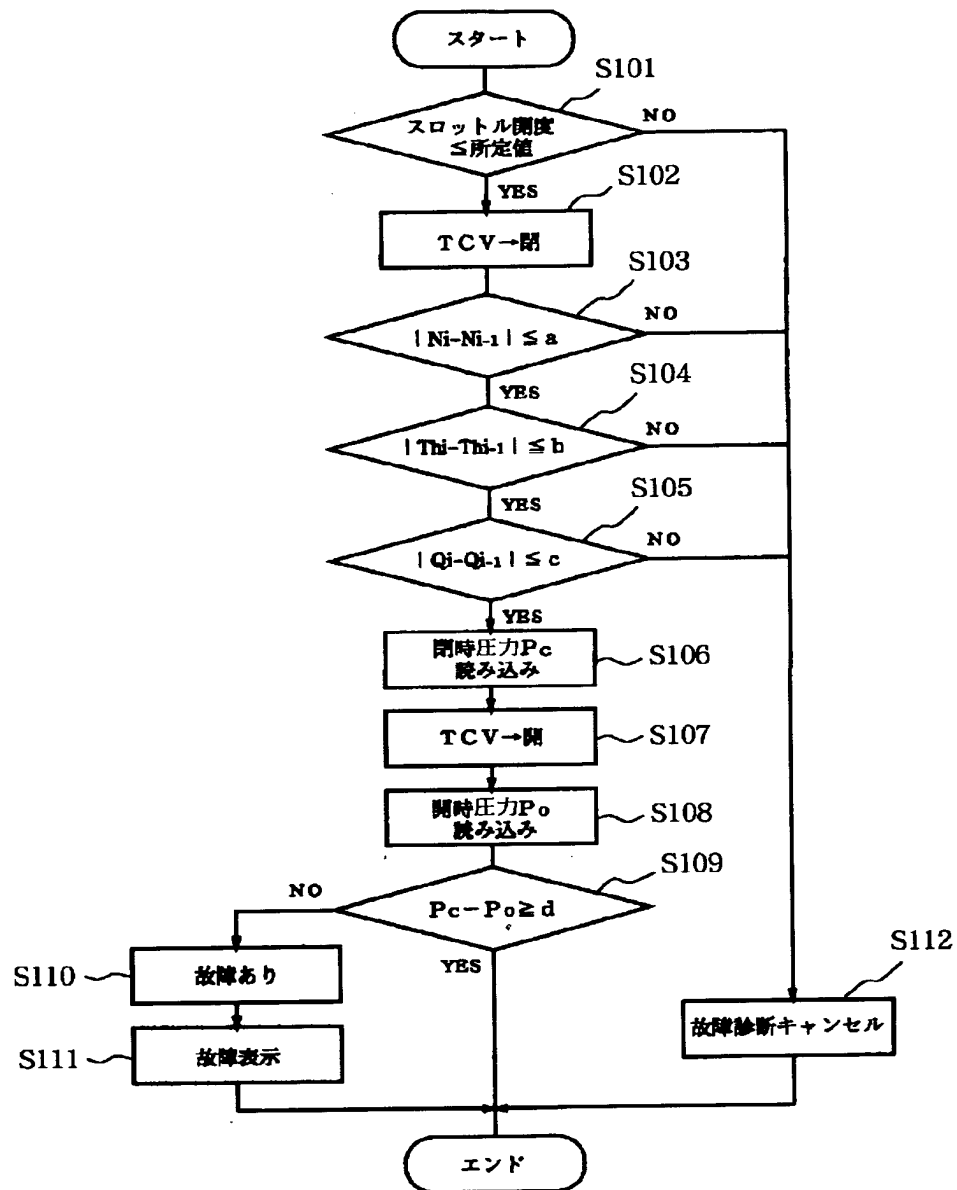 スタート
S101
スロットル開度
≦所定値
NO
YES
S102
TCV→閉
S103
| Ni-Ni-1 | ≦ a
NO
YES
S104
| Thi-Thi-1 | ≦ b
NO
YES
S105
| Qi-Qi-1 | ≦ c
NO
YES
閉時圧力Pc
読み込み
S106
TCV→開
S107
開時圧力Po
読み込み
S108
S109
NO
Pc-Po≧d
YES
S110
故障あり
S112
故障診断キャンセル
S111
故障表示
エンド